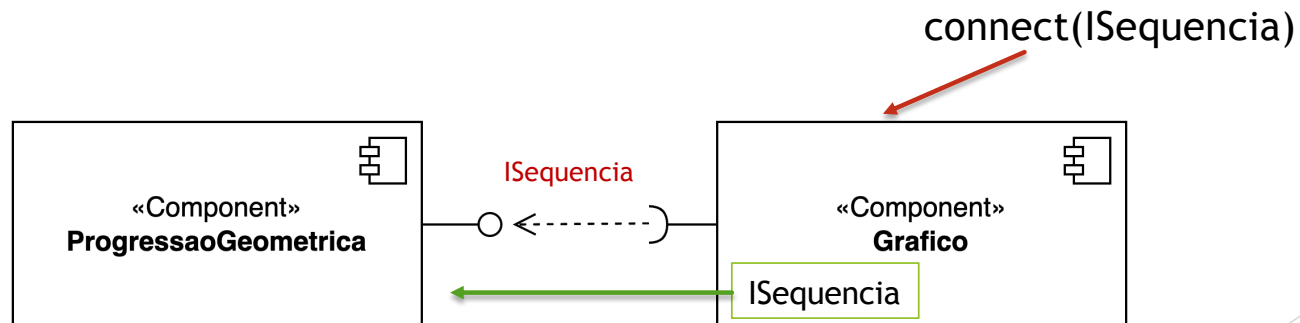 connect(ISequencia)
ISequencia
«Component»
ProgressaoGeometrica
«Component»
Grafico
ISequencia